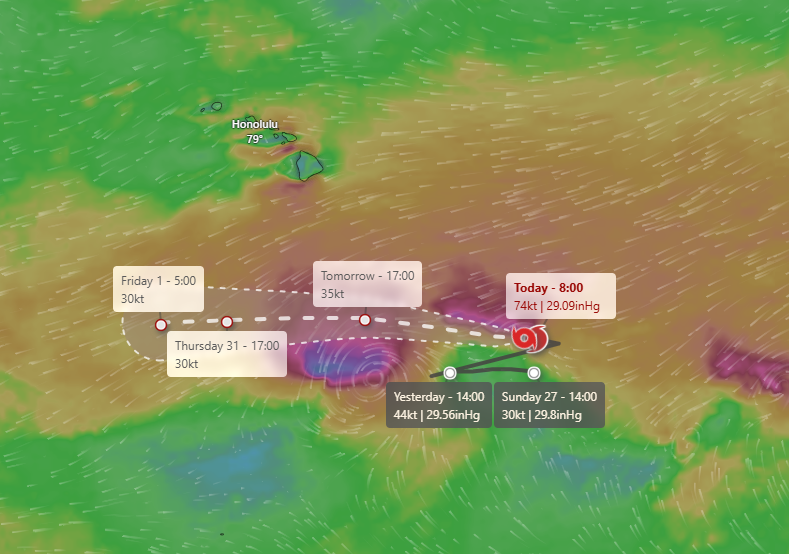 Honolulu
79°
Friday 1 - 5:00
30kt
Tomorrow - 17:00
35kt
Today - 8:00
74kt | 29.09inHg
Thursday 31 - 17:00
30kt
Yesterday - 14:00
44kt | 29.56inHg
Sunday 27 - 14:00
30kt | 29.8inHg